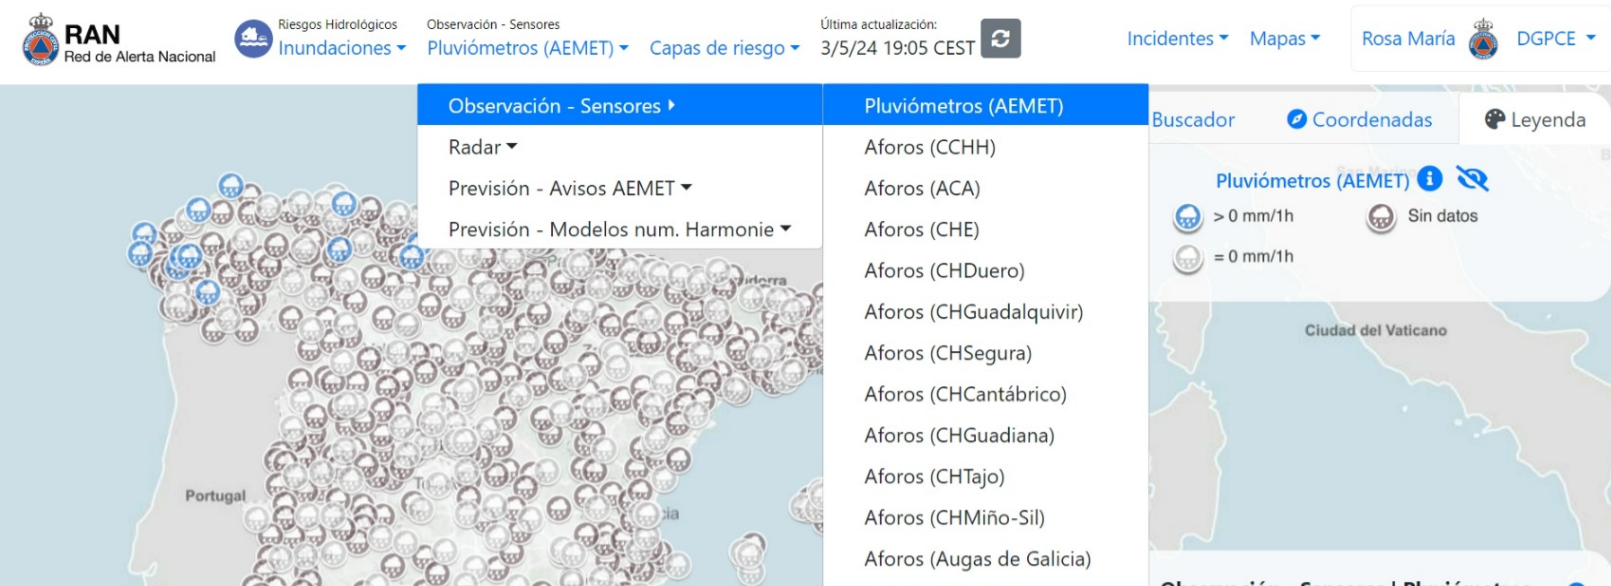 RAN
Red de Alerta Nacional
Riesgos Hidrológicos
Inundaciones
Observación - Sensores
Pluviómetros (AEMET)
Capas de riesgo
Última actualización:
3/5/24 19:05 CEST
Incidentes
Mapas
Rosa María
DGPCE
Observación - Sensores
Radar
Previsión - Avisos AEMET
Previsión - Modelos num. Harmonie
Pluviómetros (AEMET)
Aforos (CCHH)
Aforos (ACA)
Aforos (CHE)
Aforos (CHDuero)
Aforos (CHGuadalquivir)
Aforos (CHSegura)
Aforos (CHCantábrico)
Aforos (CHGuadiana)
Aforos (CHTajo)
Aforos (CHMiño-Sil)
Aforos (Augas de Galicia)
Buscador
Coordenadas
Leyenda
Pluviómetros (AEMET)
> 0 mm/1h
Sin datos
= 0 mm/1h
Ciudad del Vaticano
Portugal